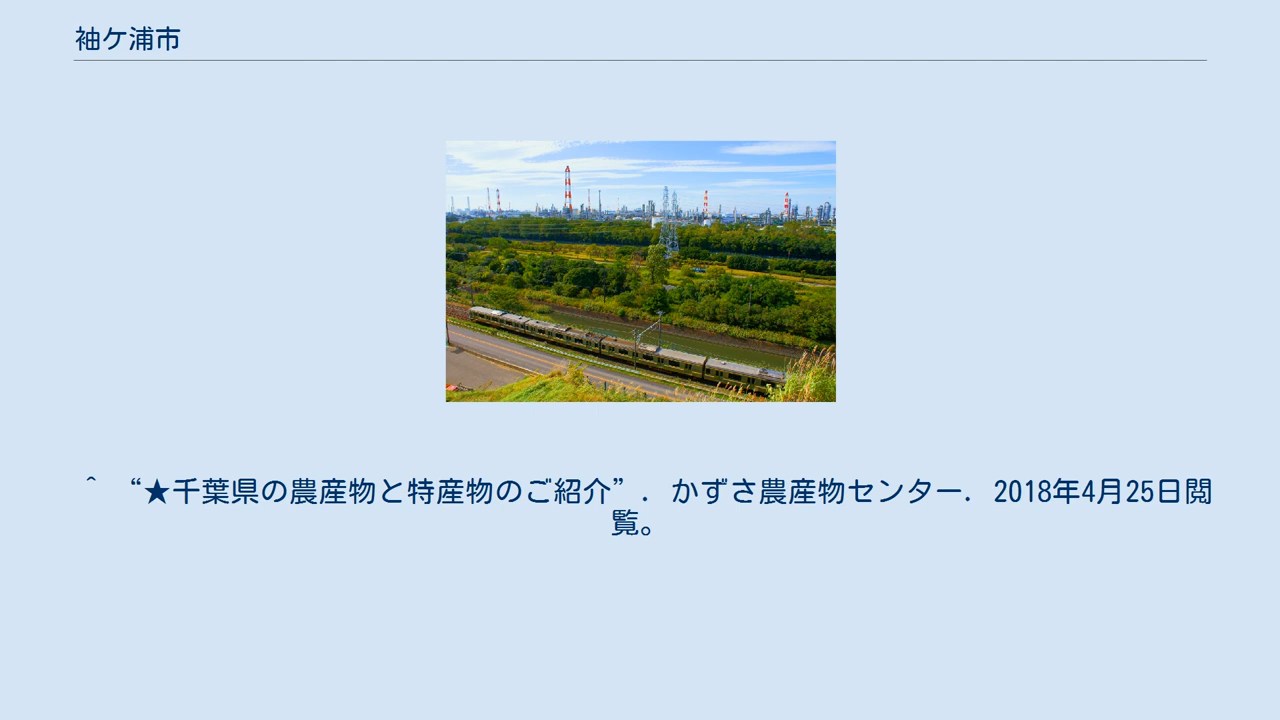 袖ケ浦市
^ “★千葉県の農産物と特産物のご紹介”. かずさ農産物センター. 2018年4月25日閲
覧。